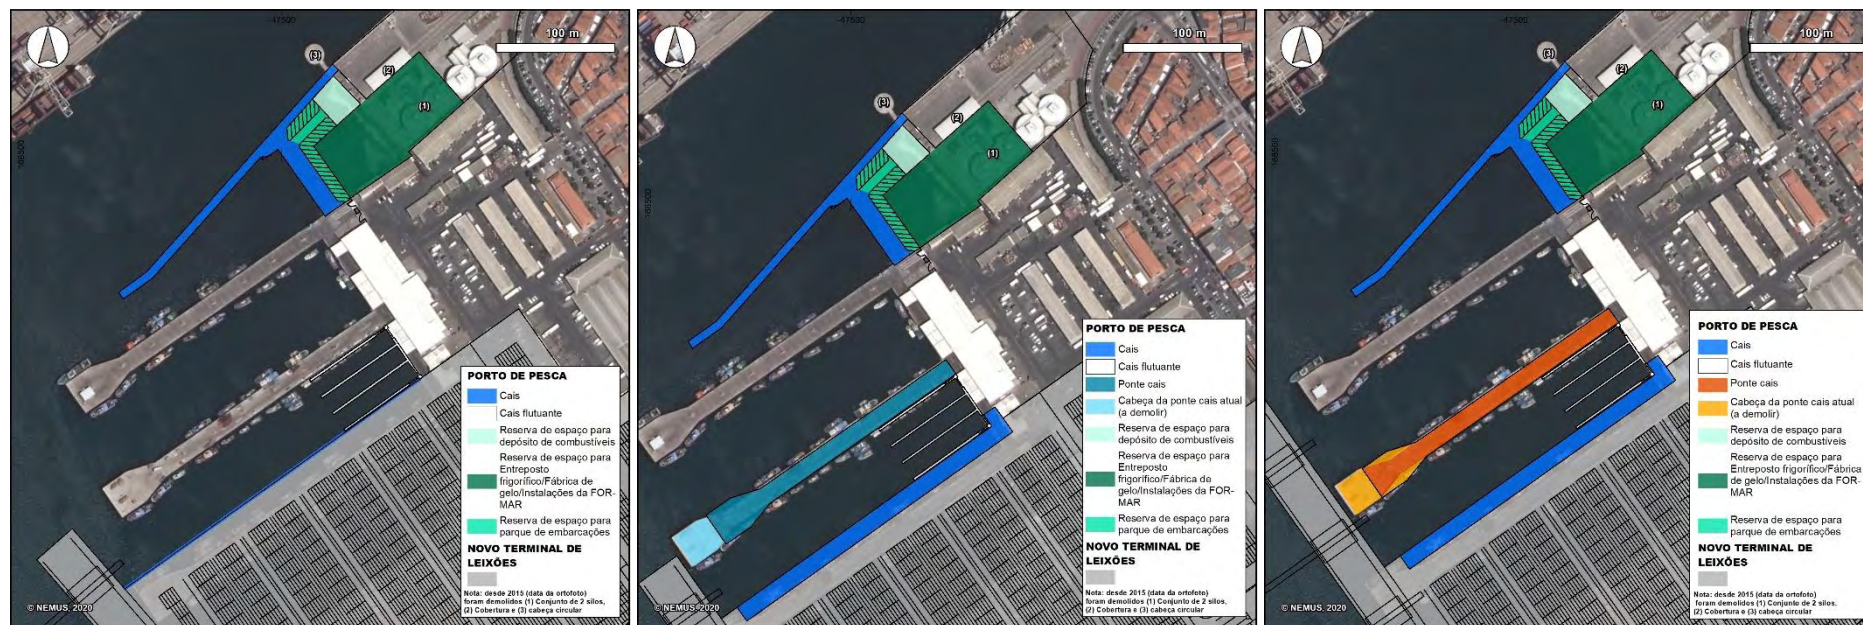 -47500
100 m
(3)
(2)
(1)
168500
PORTO DE PESCA
Cais
Cais flutuante
Reserva de espaço para
depósito de combustíveis
Reserva de espaço para
Entreposto
frigorífico/Fábrica de
gelo/Instalações da FOR-
MAR
Reserva de espaço para
parque de embarcações
NOVO TERMINAL DE
LEIXÕES
Nota: desde 2015 (data da ortofoto)
foram demolidos (1) Conjunto de 2 silos,
(2) Cobertura e (3) cabeça circular
© NEMUS, 2020
-47500
100 m
(3)
(2)
(1)
168500
PORTO DE PESCA
Cais
Cais flutuante
Ponte cais
Cabeça da ponte cais atual
(a demolir)
Reserva de espaço para
depósito de combustíveis
Reserva de espaço para
Entreposto
frigorífico/Fábrica de
gelo/Instalações da FOR-
MAR
Reserva de espaço para
parque de embarcações
NOVO TERMINAL DE
LEIXÕES
Nota: desde 2015 (data da ortofoto)
foram demolidos (1) Conjunto de 2 silos,
(2) Cobertura e (3) cabeça circular
© NEMUS, 2020
-47500
100 m
(3)
(2)
(1)
168500
PORTO DE PESCA
Cais
Cais flutuante
Ponte cais
Cabeça da ponte cais atual
(a demolir)
Reserva de espaço para
depósito de combustíveis
Reserva de espaço para
Entreposto frigorífico/Fábrica
de gelo/Instalações da FOR-
MAR
Reserva de espaço para
parque de embarcações
NOVO TERMINAL DE
LEIXÕES
Nota: desde 2015 (data da ortofoto)
foram demolidos (1) Conjunto de 2 silos,
(2) Cobertura e (3) cabeça circular
© NEMUS, 2020